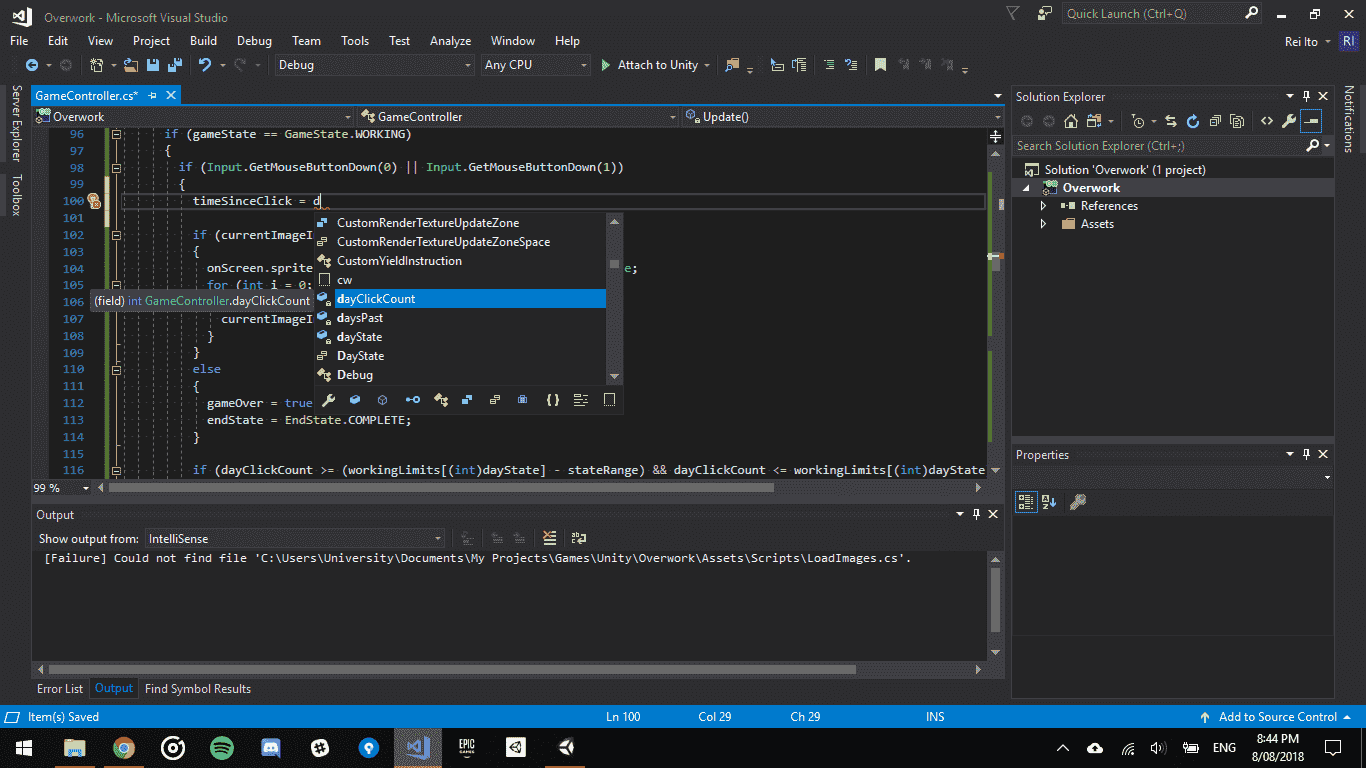 Overwork - Microsoft Visual Studio
Quick Launch (Ctrl+Q)
File Edit View Project Build Debug Team Tools Test Analyze Window Help
Rei Ito RI
Debug Any CPU Attach to Unity
Server Explorer
Toolbox
GameController.cs*
Overwork GameController Update()
96 if (gameState == GameState.WORKING)
97 {
98 if (Input.GetMouseButtonDown(0) || Input.GetMouseButtonDown(1))
99 {
100 timeSinceClick = d
101
102 if (currentImageI
103 {
104 onScreen.sprite e;
105 for (int i = 0;
106
107 currentImageI
108 }
109 }
110 else
111 {
112 gameOver = true
113 endState = EndState.COMPLETE;
114 }
115
116 if (dayClickCount >= (workingLimits[(int)dayState] - stateRange) && dayClickCount <= workingLimits[(int)dayState
CustomRenderTextureUpdateZone
CustomRenderTextureUpdateZoneSpace
CustomYieldInstruction
cw
dayClickCount
daysPast
dayState
DayState
Debug
(field) int GameController.dayClickCount
99 %
Output
Show output from: IntelliSense
[Failure] Could not find file 'C:\Users\University\Documents\My Projects\Games\Unity\Overwork\Assets\Scripts\LoadImages.cs'.
Error List Output Find Symbol Results
Solution Explorer
Search Solution Explorer (Ctrl+;)
Solution 'Overwork' (1 project)
Overwork
References
Assets
Properties
Notifications
Item(s) Saved Ln 100 Col 29 Ch 29 INS Add to Source Control
EPIC GAMES
ENG
8:44 PM
8/08/2018